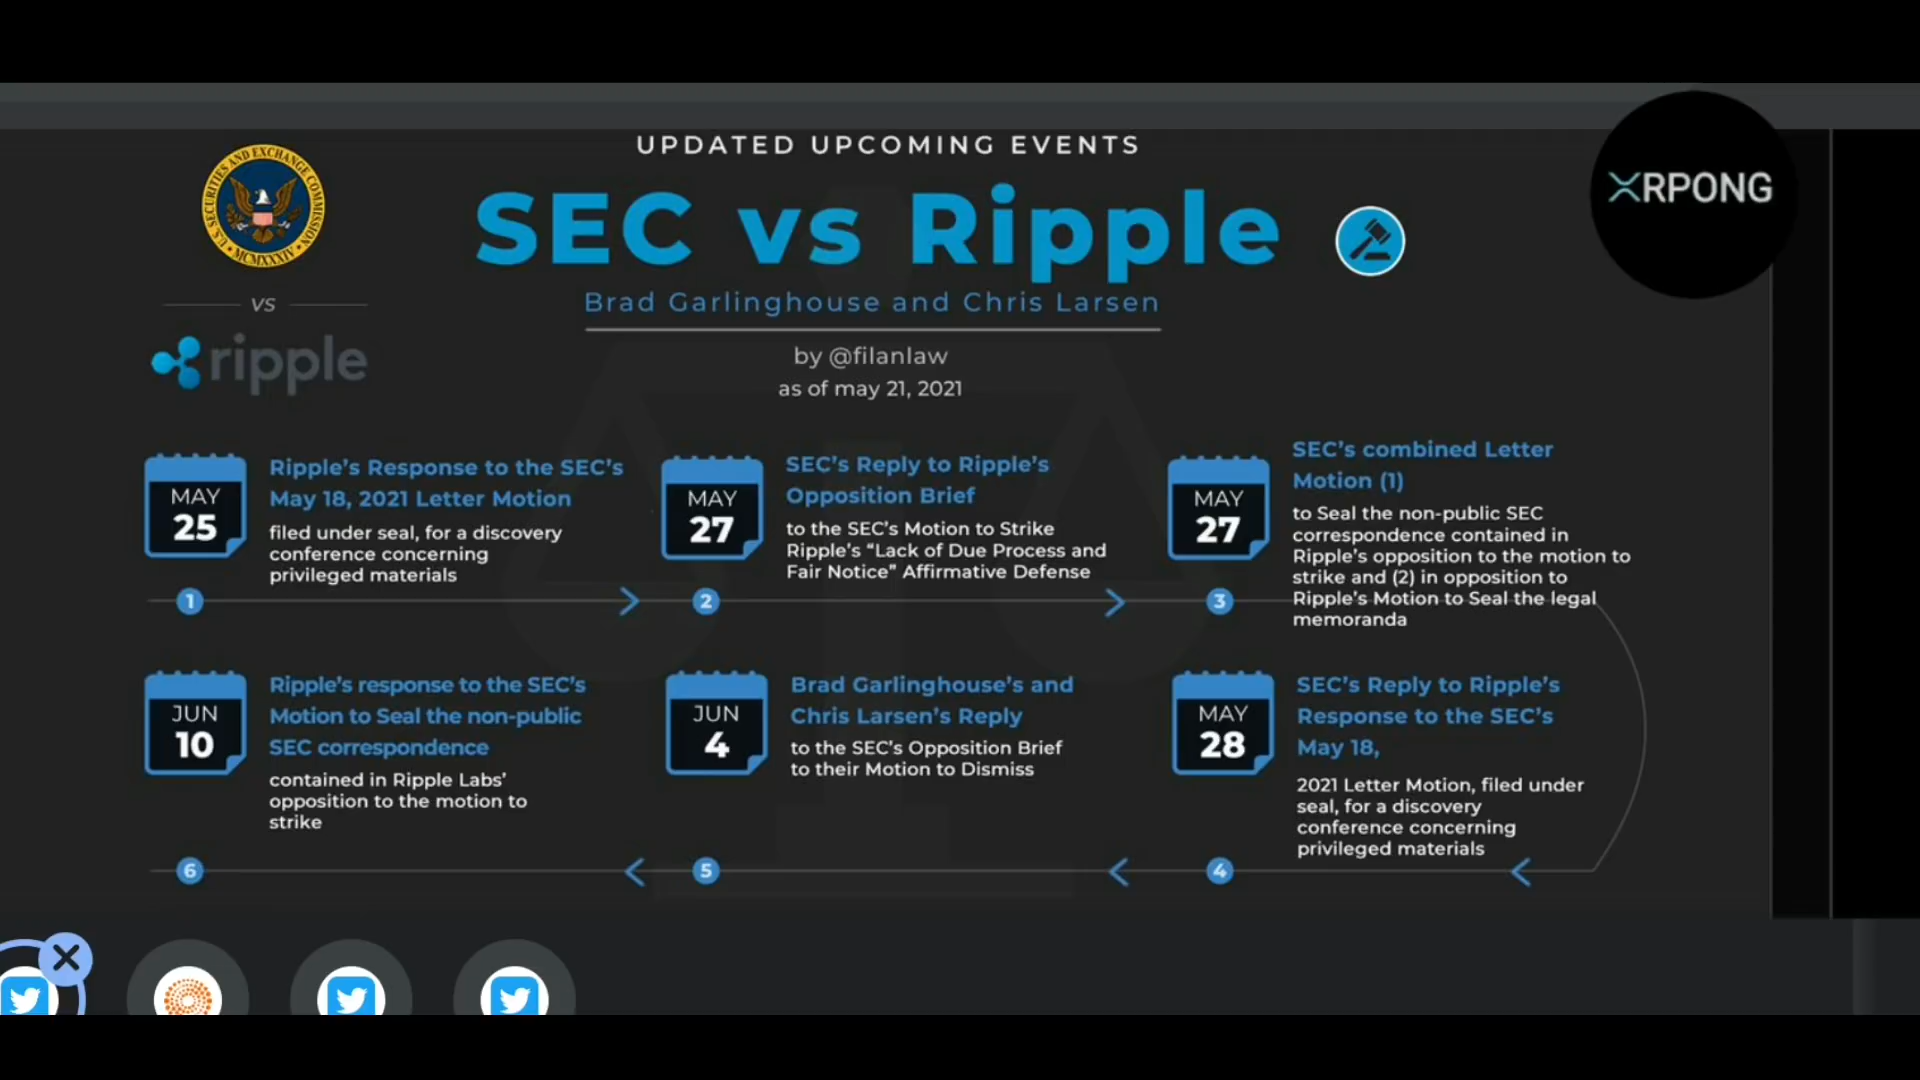 UPDATED UPCOMING EVENTS
U.S. SECURITIES AND EXCHANGE COMMISSION
MCMXXXIV
SEC vs Ripple
XRPONG
vs
ripple
Brad Garlinghouse and Chris Larsen
by @filanlaw
as of may 21, 2021
MAY
25
Ripple's Response to the SEC's
May 18, 2021 Letter Motion
filed under seal, for a discovery
conference concerning
privileged materials
1
MAY
27
SEC's Reply to Ripple's
Opposition Brief
to the SEC's Motion to Strike
Ripple's “Lack of Due Process and
Fair Notice” Affirmative Defense
2
MAY
27
SEC's combined Letter
Motion (1)
to Seal the non-public SEC
correspondence contained in
Ripple's opposition to the motion to
strike and (2) in opposition to
Ripple's Motion to Seal the legal
memoranda
3
MAY
28
SEC's Reply to Ripple's
Response to the SEC's
May 18,
2021 Letter Motion, filed under
seal, for a discovery
conference concerning
privileged materials
4
JUN
4
Brad Garlinghouse's and
Chris Larsen's Reply
to the SEC's Opposition Brief
to their Motion to Dismiss
5
JUN
10
Ripple's response to the SEC's
Motion to Seal the non-public
SEC correspondence
contained in Ripple Labs'
opposition to the motion to
strike
6